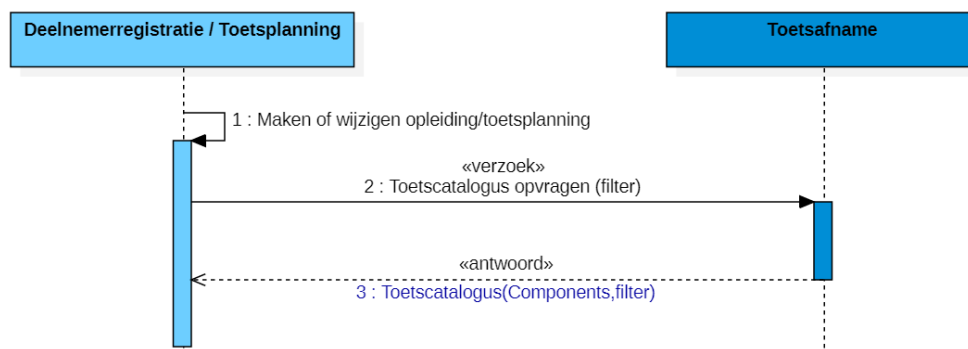 Deelnemerregistratie / Toetsplanning
Toetsafname
1 : Maken of wijzigen opleiding/toetsplanning
«verzoek»
2 : Toetscatalogus opvragen (filter)
«antwoord»
3 : Toetscatalogus(Components,filter)